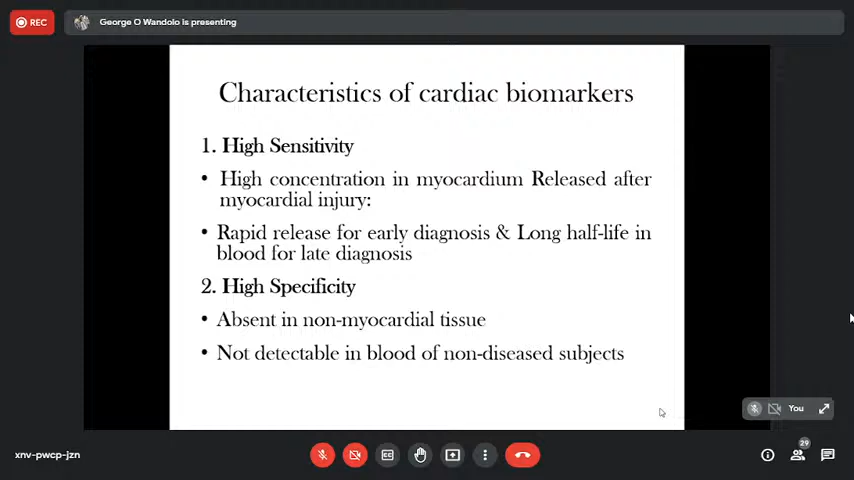 REC
George O Wandolo is presenting
Characteristics of cardiac biomarkers
1. High Sensitivity
• High concentration in myocardium Released after
myocardial injury:
• Rapid release for early diagnosis & Long half-life in
blood for late diagnosis
2. High Specificity
• Absent in non-myocardial tissue
• Not detectable in blood of non-diseased subjects
You
xnv-pwcp-jzn
CC
29